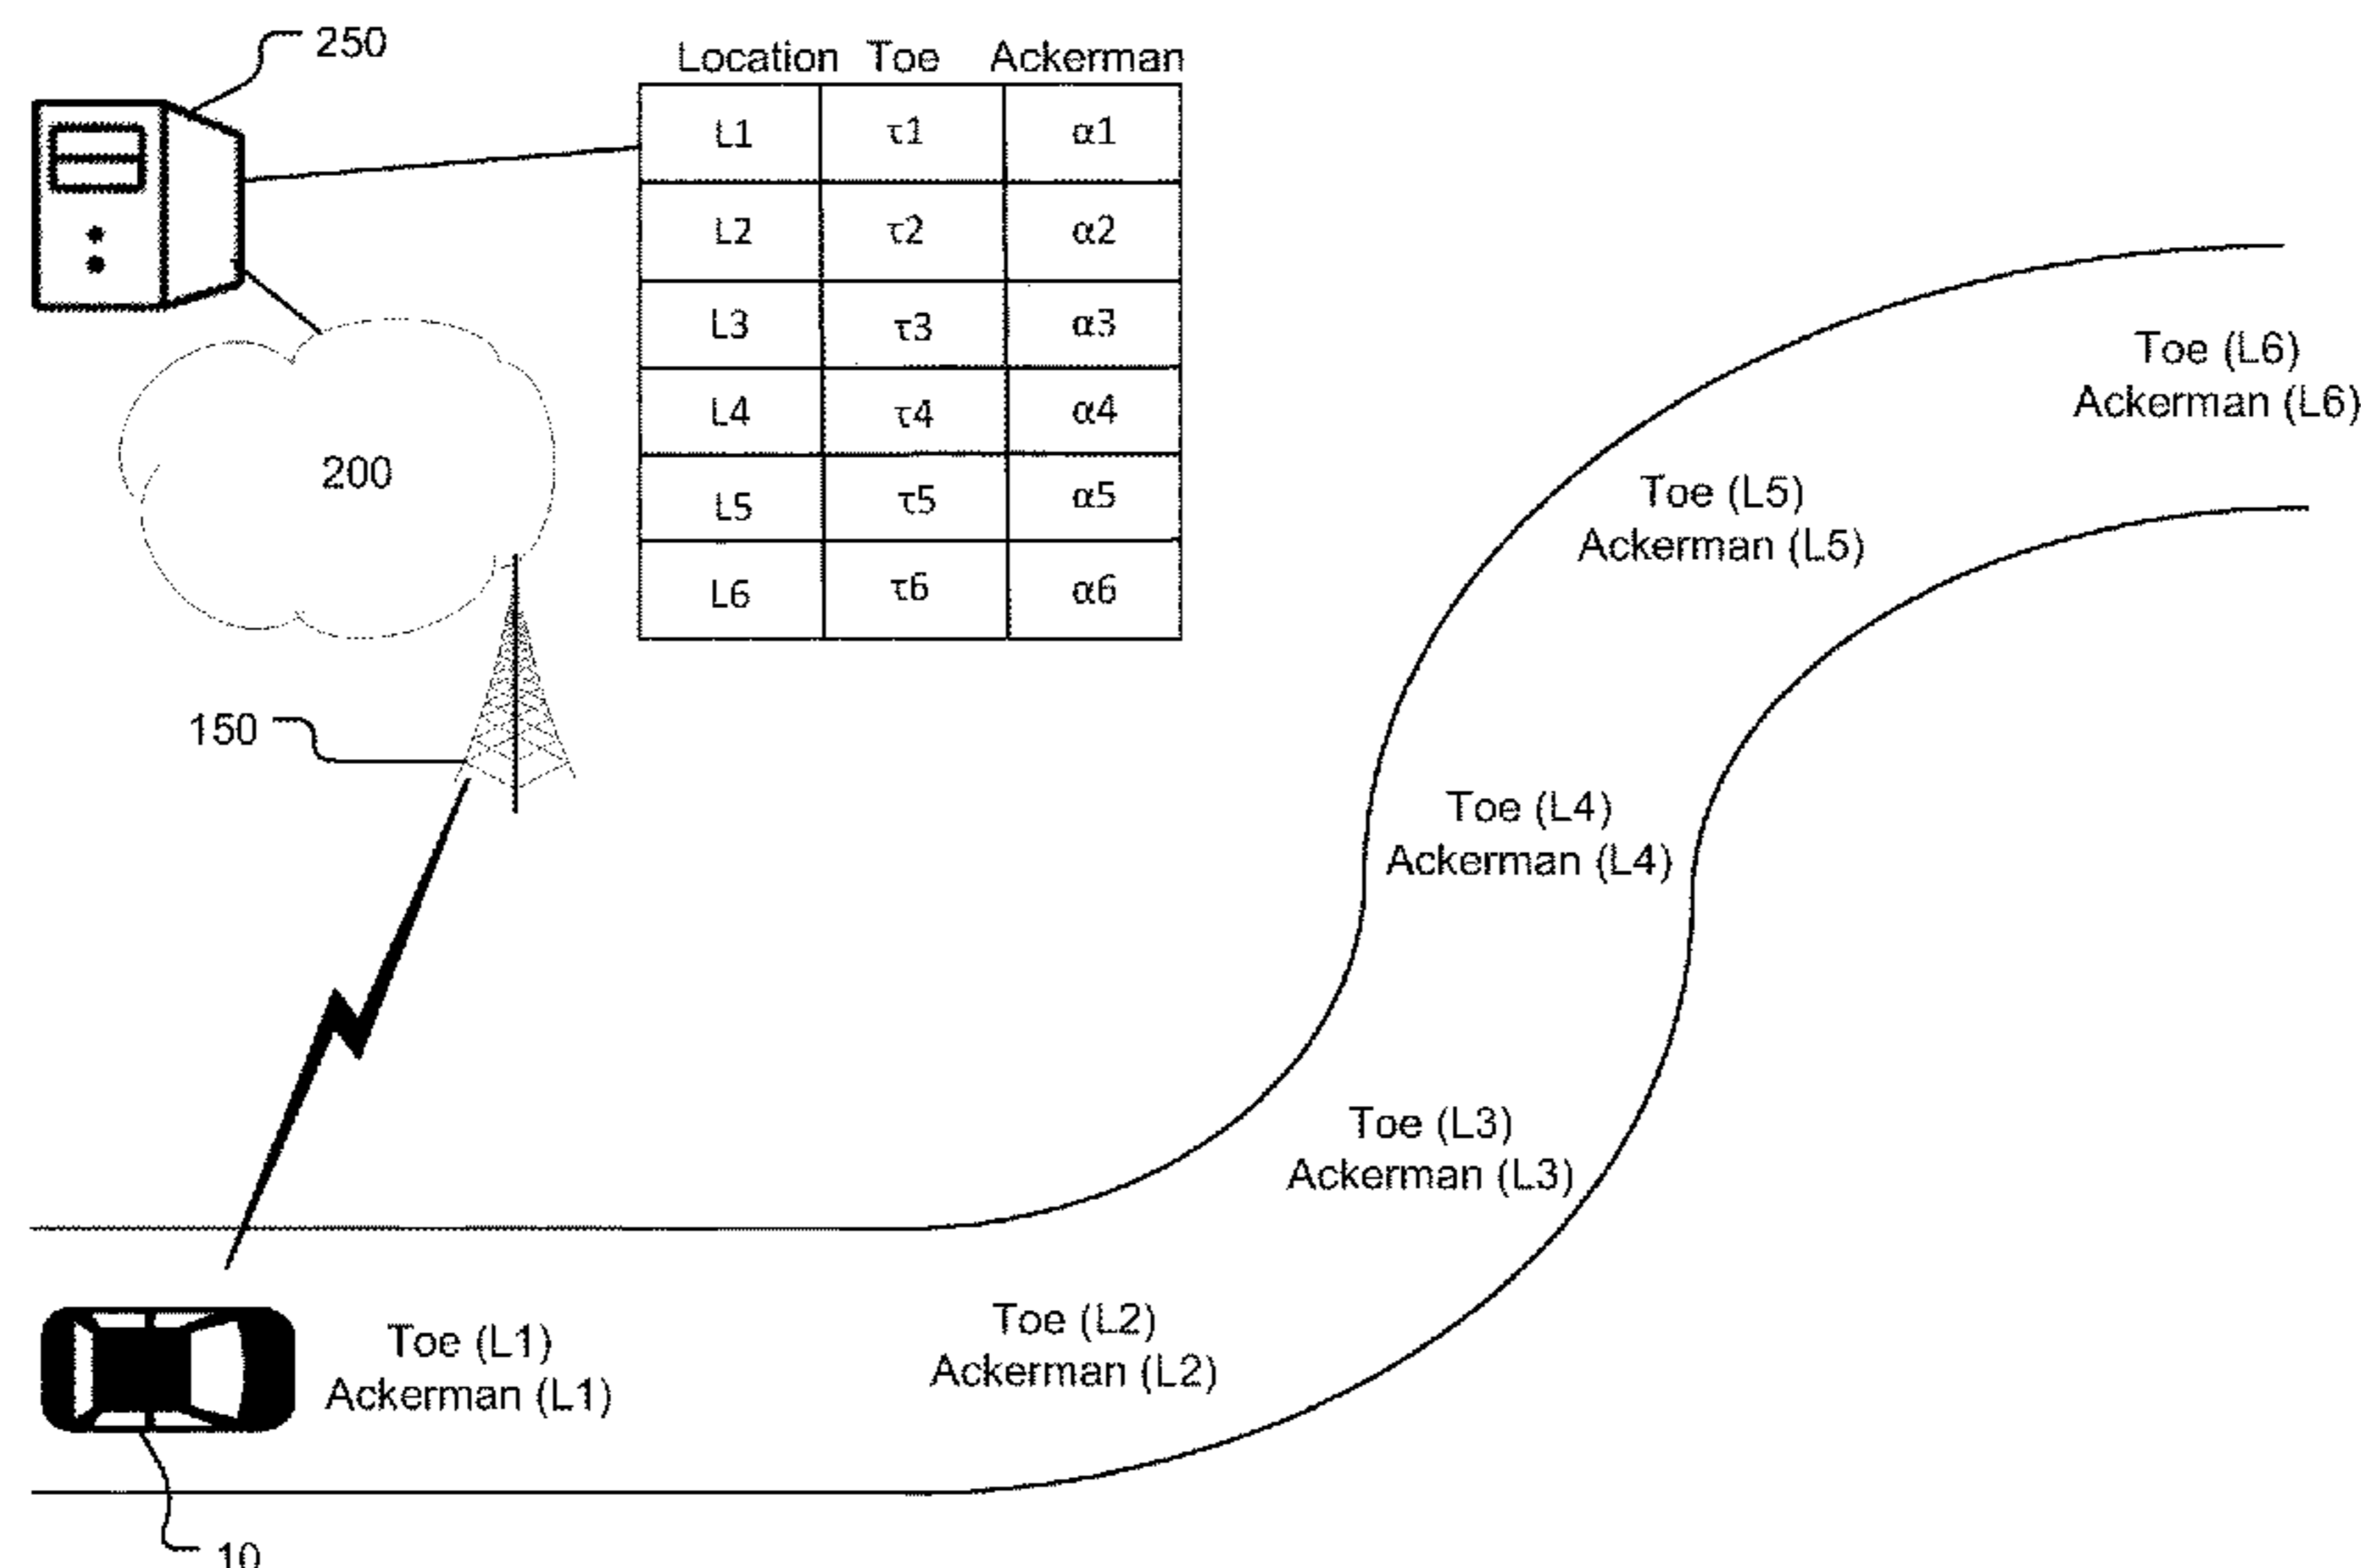 250
Location Toe Ackerman
L1 τ1 α1
L2 τ2 α2
L3 τ3 α3
L4 τ4 α4
L5 τ5 α5
L6 τ6 α6
200
150
Toe (L6)
Ackerman (L6)
Toe (L5)
Ackerman (L5)
Toe (L4)
Ackerman (L4)
Toe (L3)
Ackerman (L3)
Toe (L2)
Ackerman (L2)
Toe (L1)
Ackerman (L1)
10